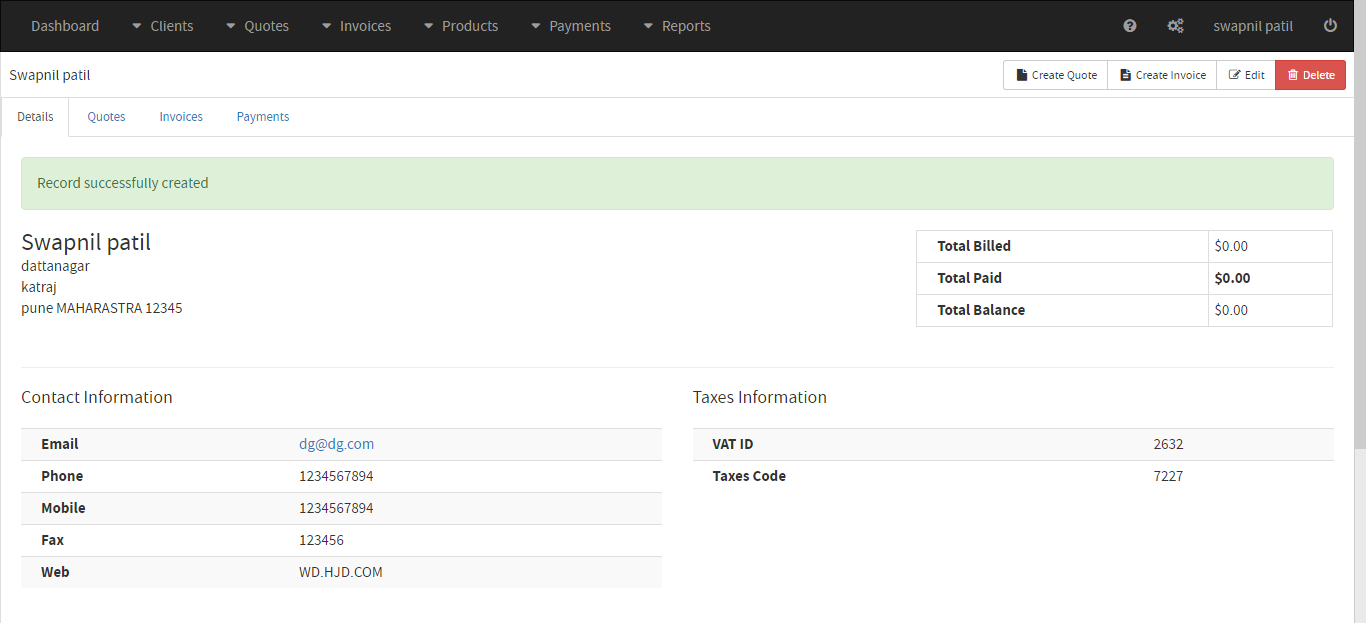 Dashboard Clients Quotes Invoices Products Payments Reports swapnil patil
Swapnil patil Create Quote Create Invoice Edit Delete
Details Quotes Invoices Payments
Record successfully created
Swapnil patil
dattanagar
katraj
pune MAHARASTRA 12345
Total Billed $0.00
Total Paid $0.00
Total Balance $0.00
Contact Information
Email dg@dg.com
Phone 1234567894
Mobile 1234567894
Fax 123456
Web WD.HJD.COM
Taxes Information
VAT ID 2632
Taxes Code 7227